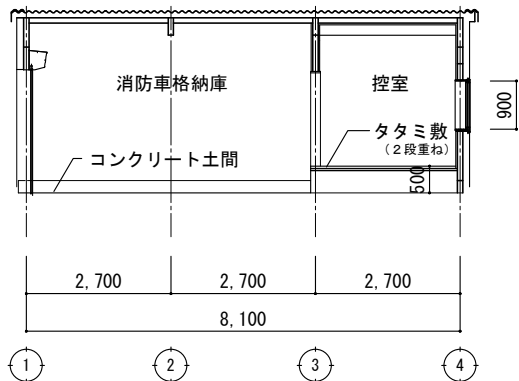 消防車格納庫
控室
900
タタミ敷
（２段重ね）
コンクリート土間
500
2,700
2,700
2,700
8,100
1
2
3
4